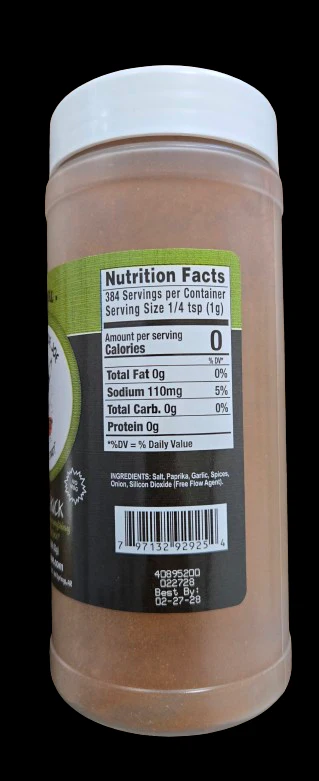 Nutrition Facts
384 Servings per Container
Serving Size 1/4 tsp (1g)
Amount per serving
Calories 0
% DV*
Total Fat 0g 0%
Sodium 110mg 5%
Total Carb. 0g 0%
Protein 0g
*%DV = % Daily Value
INGREDIENTS: Salt, Paprika, Garlic, Spices,
Onion, Silicon Dioxide (Free Flow Agent).
7 97132 92925 4
40895200
022728
Best By:
02-27-28